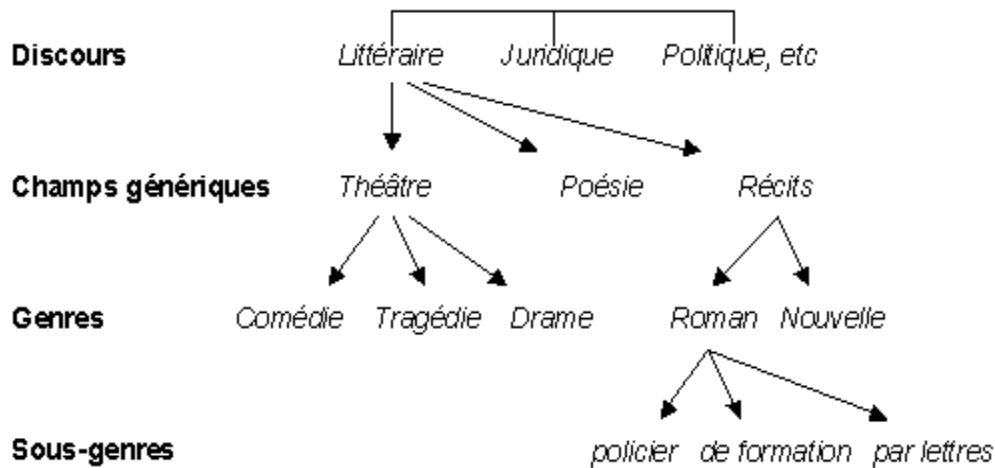 Discours Littéraire Juridique Politique, etc
Champs génériques Théâtre Poésie Récits
Genres Comédie Tragédie Drame Roman Nouvelle
Sous-genres policier de formation par lettres